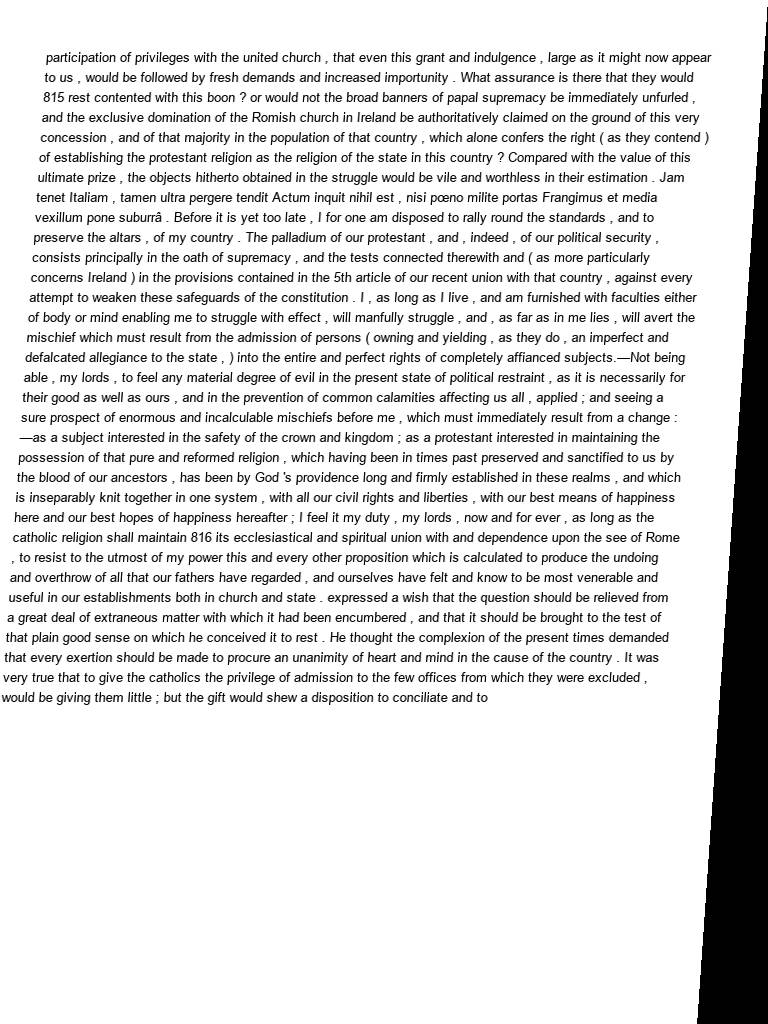 participation of privileges with the united church , that even this grant and indulgence , large as it might now appear
to us , would be followed by fresh demands and increased importunity . What assurance is there that they would
815 rest contented with this boon ? or would not the broad banners of papal supremacy be immediately unfurled ,
and the exclusive domination of the Romish church in Ireland be authoritatively claimed on the ground of this very
concession , and of that majority in the population of that country , which alone confers the right ( as they contend )
of establishing the protestant religion as the religion of the state in this country ? Compared with the value of this
ultimate prize , the objects hitherto obtained in the struggle would be vile and worthless in their estimation . Jam
tenet Italiam , tamen ultra pergere tendit Actum inquit nihil est , nisi pœno milite portas Frangimus et media
vexillum pone suburrâ . Before it is yet too late , I for one am disposed to rally round the standards , and to
preserve the altars , of my country . The palladium of our protestant , and , indeed , of our political security ,
consists principally in the oath of supremacy , and the tests connected therewith and ( as more particularly
concerns Ireland ) in the provisions contained in the 5th article of our recent union with that country , against every
attempt to weaken these safeguards of the constitution . I , as long as I live , and am furnished with faculties either
of body or mind enabling me to struggle with effect , will manfully struggle , and , as far as in me lies , will avert the
mischief which must result from the admission of persons ( owning and yielding , as they do , an imperfect and
defalcated allegiance to the state , ) into the entire and perfect rights of completely affianced subjects.—Not being
able , my lords , to feel any material degree of evil in the present state of political restraint , as it is necessarily for
their good as well as ours , and in the prevention of common calamities affecting us all , applied ; and seeing a
sure prospect of enormous and incalculable mischiefs before me , which must immediately result from a change :
—as a subject interested in the safety of the crown and kingdom ; as a protestant interested in maintaining the
possession of that pure and reformed religion , which having been in times past preserved and sanctified to us by
the blood of our ancestors , has been by God 's providence long and firmly established in these realms , and which
is inseparably knit together in one system , with all our civil rights and liberties , with our best means of happiness
here and our best hopes of happiness hereafter ; I feel it my duty , my lords , now and for ever , as long as the
catholic religion shall maintain 816 its ecclesiastical and spiritual union with and dependence upon the see of Rome
, to resist to the utmost of my power this and every other proposition which is calculated to produce the undoing
and overthrow of all that our fathers have regarded , and ourselves have felt and know to be most venerable and
useful in our establishments both in church and state . expressed a wish that the question should be relieved from
a great deal of extraneous matter with which it had been encumbered , and that it should be brought to the test of
that plain good sense on which he conceived it to rest . He thought the complexion of the present times demanded
that every exertion should be made to procure an unanimity of heart and mind in the cause of the country . It was
very true that to give the catholics the privilege of admission to the few offices from which they were excluded ,
would be giving them little ; but the gift would shew a disposition to conciliate and to